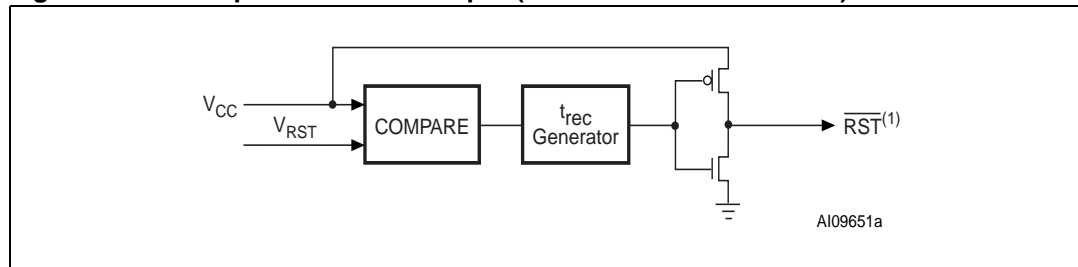 V_CC
V_RST
COMPARE
t_rec
Generator
RST(1)
AI09651a